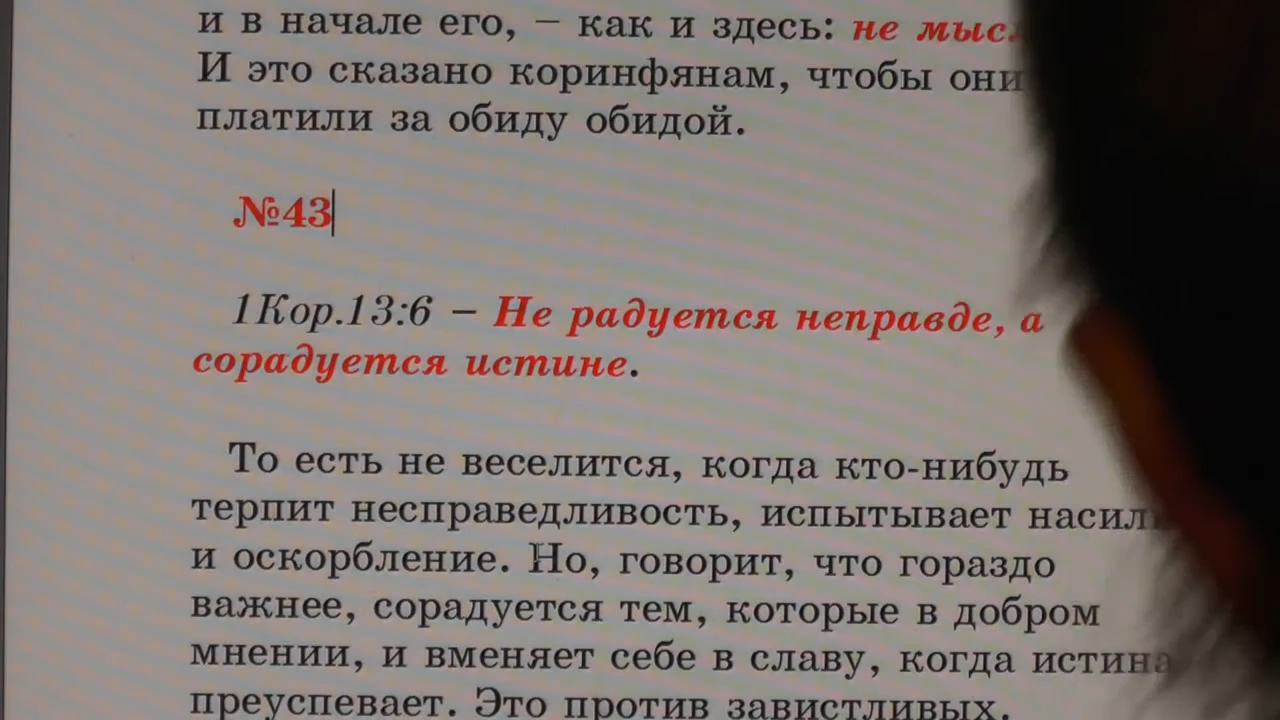 и в начале его, – как и здесь: не
И это сказано коринфянам, чтобы они
платили за обиду обидой.
№43
1Кор.13:6 – Не радуется неправде, а
сорадуется истине.
То есть не веселится, когда кто-нибудь
терпит несправедливость, испытывает
и оскорбление. Но, говорит, что гораздо
важнее, сорадуется тем, которые в добром
мнении, и вменяет себе в славу, когда истина
преуспевает. Это против завистливых.